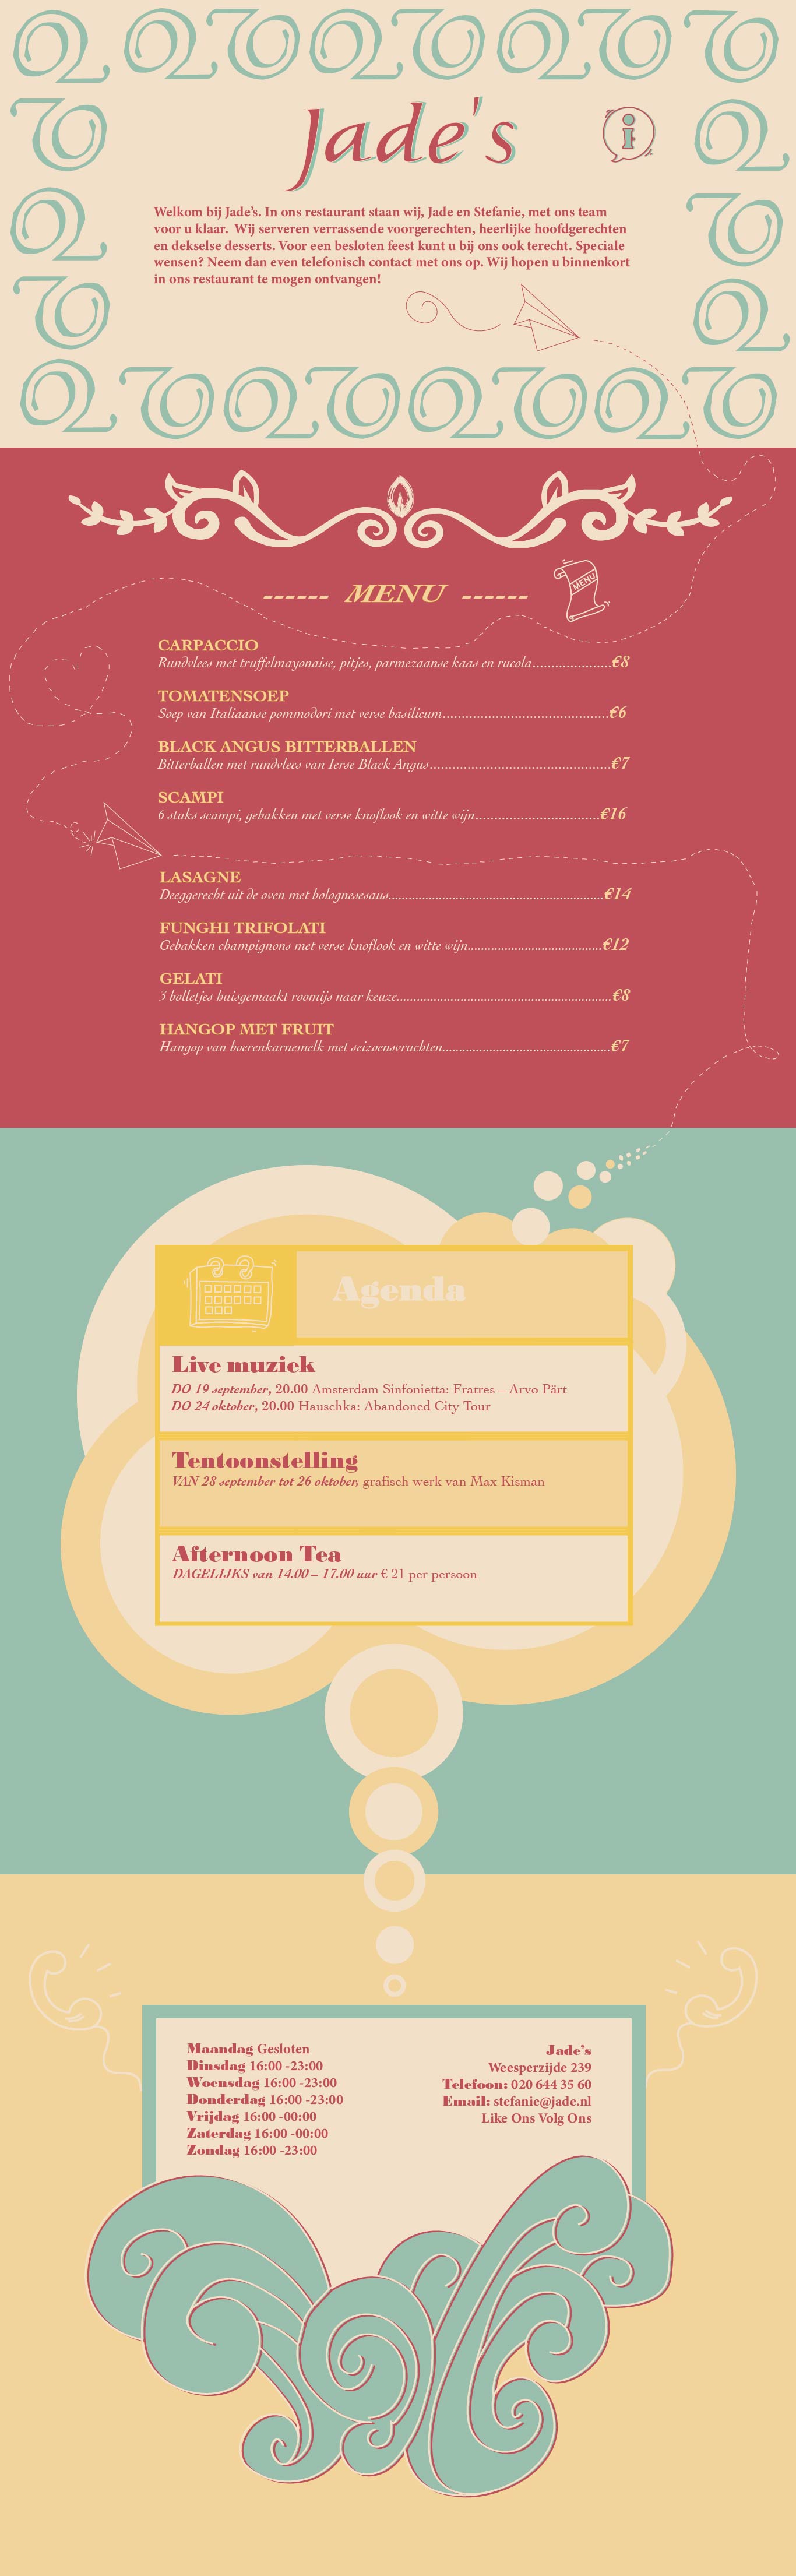 Jade's
i
Welkom bij Jade's. In ons restaurant staan wij, Jade en Stefanie, met ons team
voor u klaar. Wij serveren verrassende voorgerechten, heerlijke hoofdgerechten
en dekselse desserts. Voor een besloten feest kunt u bij ons ook terecht. Speciale
wensen? Neem dan even telefonisch contact met ons op. Wij hopen u binnenkort
in ons restaurant te mogen ontvangen!
------ MENU ------
MENU
CARPACCIO
Rundvlees met truffelmayonaise, pitjes, parmezaanse kaas en rucola....................€8
TOMATENSOEP
Soep van Italiaanse pommodori met verse basilicum..........................................€6
BLACK ANGUS BITTERBALLEN
Bitterballen met rundvlees van Ierse Black Angus..............................................€7
SCAMPI
6 stuks scampi, gebakken met verse knoflook en witte wijn................................€16
LASAGNE
Deeggerecht uit de oven met bolognesesaus.................................................................€14
FUNGHI TRIFOLATI
Gebakken champignons met verse knoflook en witte wijn.........................................€12
GELATI
3 bolletjes huisgemaakt roomijs naar keuze.................................................................€8
HANGOP MET FRUIT
Hangop van boerenkarnemelk met seizoensvruchten...................................................€7
Agenda
Live muziek
DO 19 september, 20.00 Amsterdam Sinfonietta: Fratres – Arvo Pärt
DO 24 oktober, 20.00 Hauschka: Abandoned City Tour
Tentoonstelling
VAN 28 september tot 26 oktober, grafisch werk van Max Kisman
Afternoon Tea
DAGELIJKS van 14.00 – 17.00 uur € 21 per persoon
Maandag Gesloten
Dinsdag 16:00 -23:00
Woensdag 16:00 -23:00
Donderdag 16:00 -23:00
Vrijdag 16:00 -00:00
Zaterdag 16:00 -00:00
Zondag 16:00 -23:00
Jade's
Weesperzijde 239
Telefoon: 020 644 35 60
Email: stefanie@jade.nl
Like Ons Volg Ons